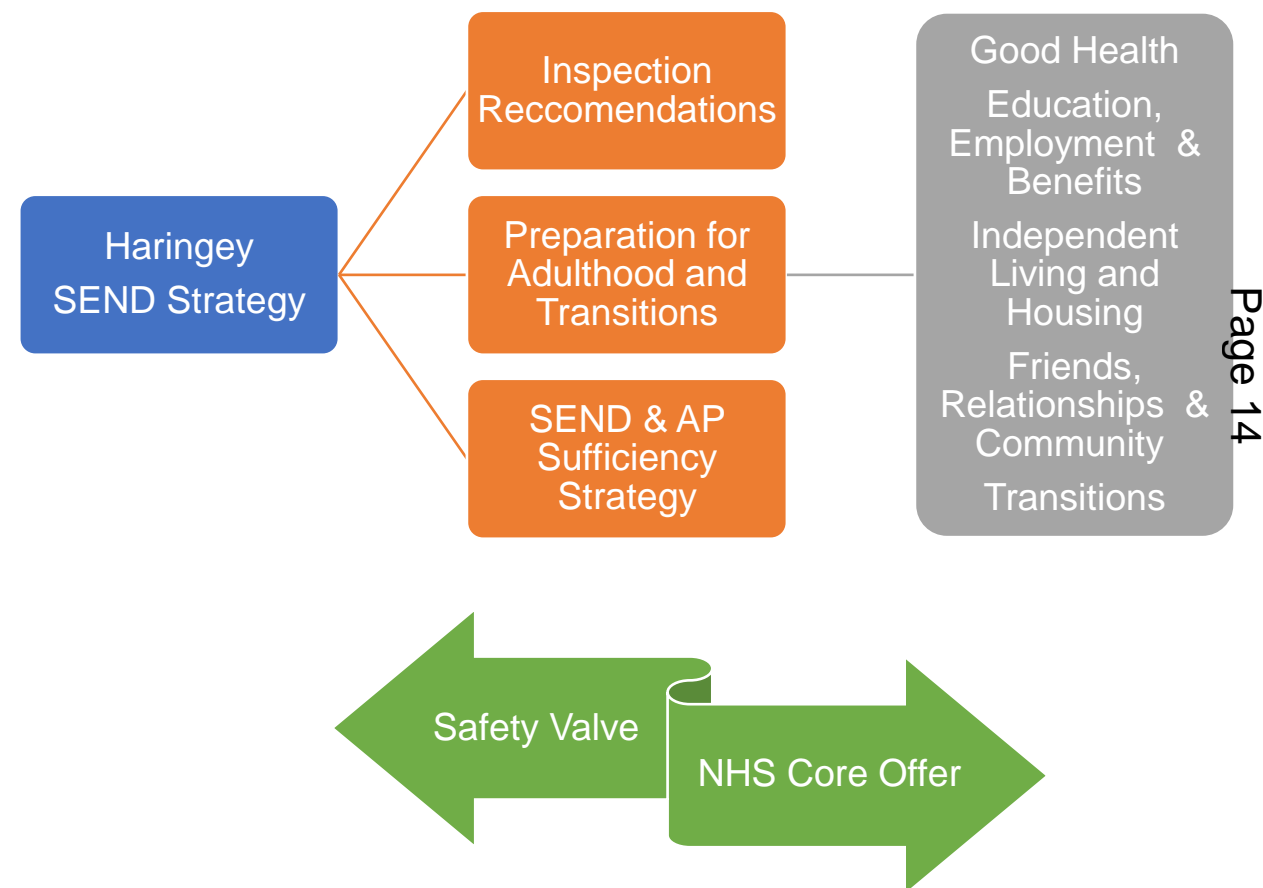 Haringey
SEND Strategy
Inspection
Reccomendations
Preparation for
Adulthood and
Transitions
SEND & AP
Sufficiency
Strategy
Good Health
Education,
Employment &
Benefits
Independent
Living and
Housing
Friends,
Relationships &
Community
Transitions
Page 14
Safety Valve
NHS Core Offer